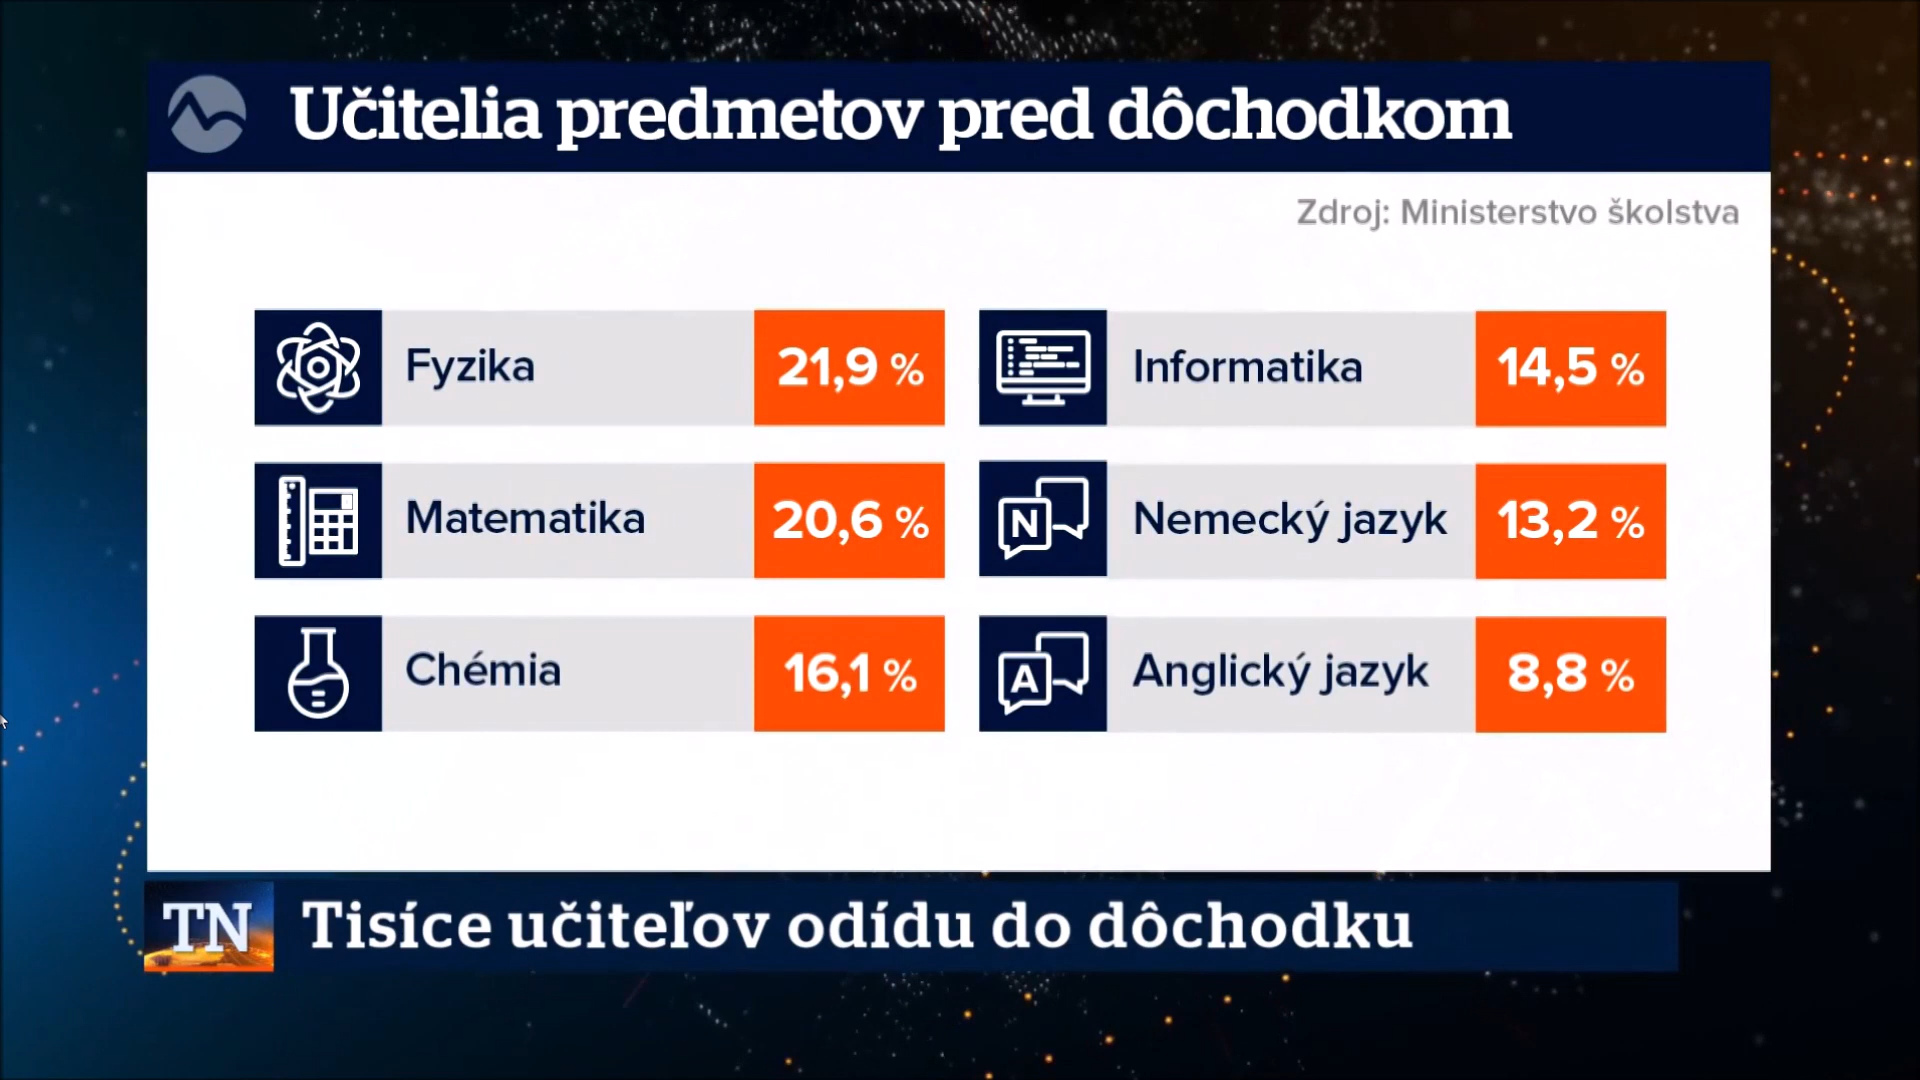 Učitelia predmetov pred dôchodkom
Zdroj: Ministerstvo školstva
Fyzika 21,9 %
Matematika 20,6 %
Chémia 16,1 %
Informatika 14,5 %
N Nemecký jazyk 13,2 %
A Anglický jazyk 8,8 %
TN Tisíce učiteľov odídu do dôchodku